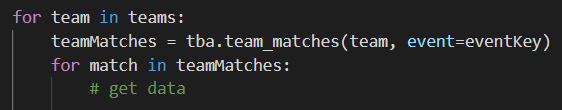 for team in teams:
    teamMatches = tba.team_matches(team, event=eventKey)
    for match in teamMatches:
        # get data